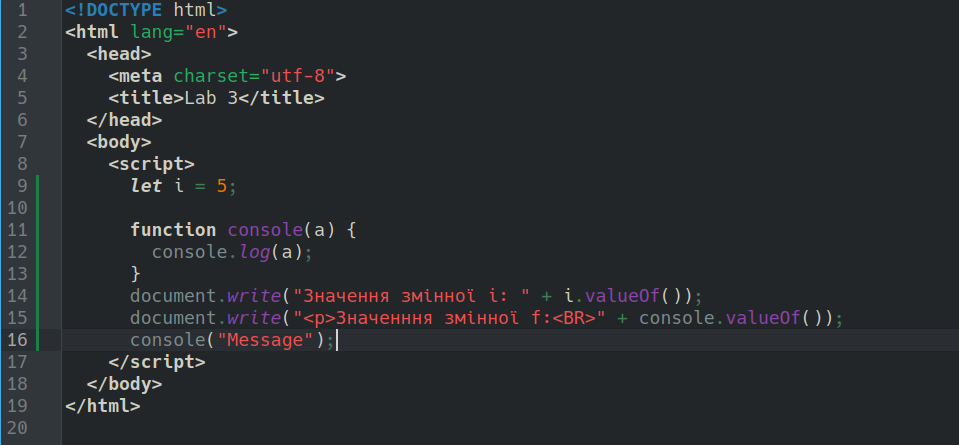 1 <!DOCTYPE html>
2 <html lang="en">
3   <head>
4     <meta charset="utf-8">
5     <title>Lab 3</title>
6   </head>
7   <body>
8     <script>
9       let i = 5;
10
11       function console(a) {
12         console.log(a);
13       }
14       document.write("Значення змінної i: " + i.valueOf());
15       document.write("<p>Значенння змінної f:<BR>" + console.valueOf());
16       console("Message");
17     </script>
18   </body>
19 </html>
20